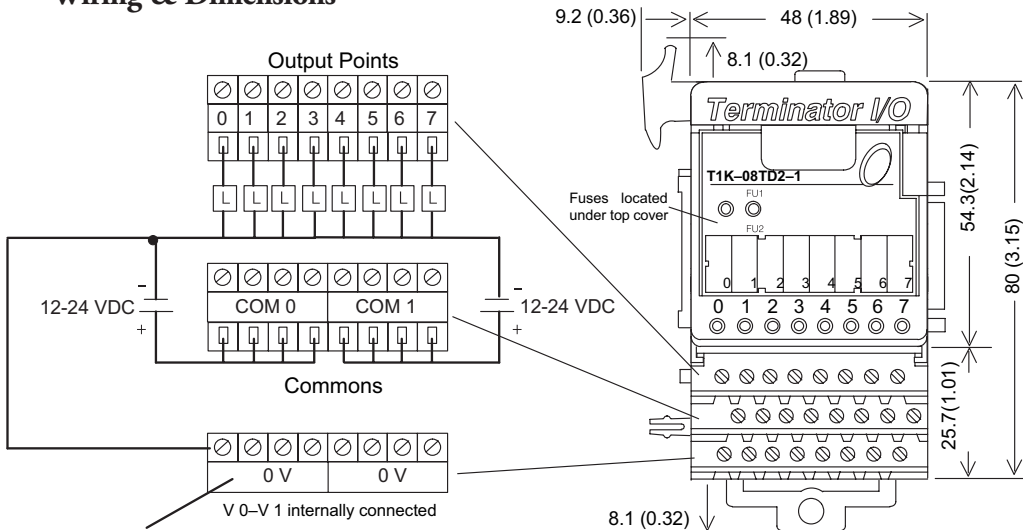 Wiring & Dimensions
9.2 (0.36)
48 (1.89)
8.1 (0.32)
Output Points
0 1 2 3 4 5 6 7
L L L L L L L L
Terminator I/O
T1K–08TD2–1
FU1
FU2
Fuses located
under top cover
0 1 2 3 4 5 6 7
0 1 2 3 4 5 6 7
54.3(2.14)
80 (3.15)
25.7(1.01)
-
12-24 VDC
+
COM 0 COM 1
-
12-24 VDC
+
Commons
0 V 0 V
V 0–V 1 internally connected
8.1 (0.32)